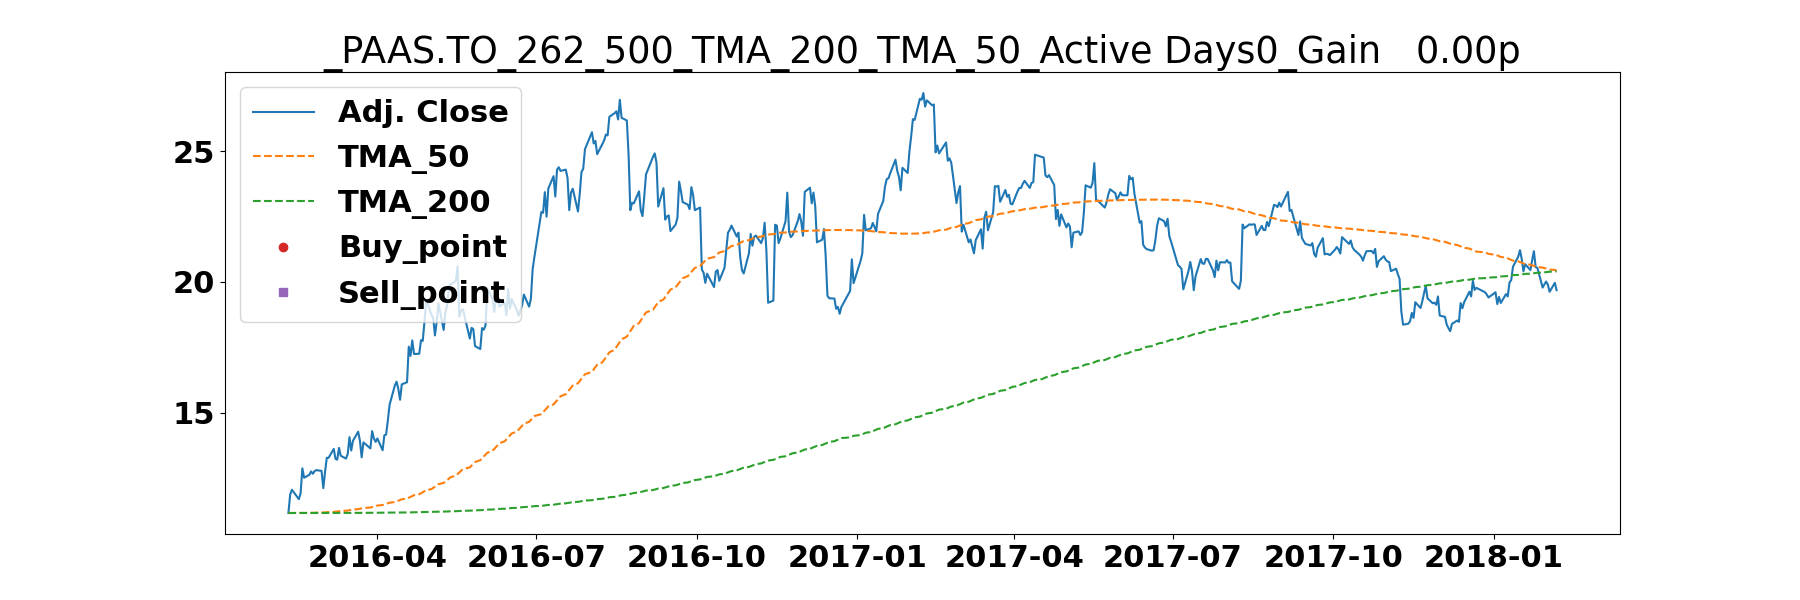 _PAAS.TO_262_500_TMA_200_TMA_50_Active Days0_Gain   0.00p
Adj. Close
TMA_50
TMA_200
Buy_point
Sell_point
25
20
15
2016-04 2016-07 2016-10 2017-01 2017-04 2017-07 2017-10 2018-01